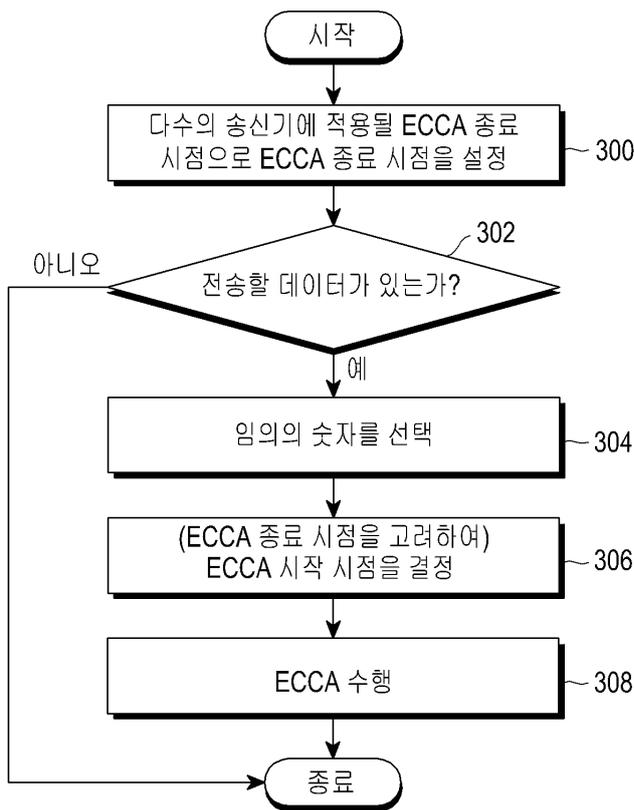 시작
다수의 송신기에 적용될 ECCA 종료
시점으로 ECCA 종료 시점을 설정
300
302
아니오
전송할 데이터가 있는가?
예
임의의 숫자를 선택
304
(ECCA 종료 시점을 고려하여)
ECCA 시작 시점을 결정
306
ECCA 수행
308
종료